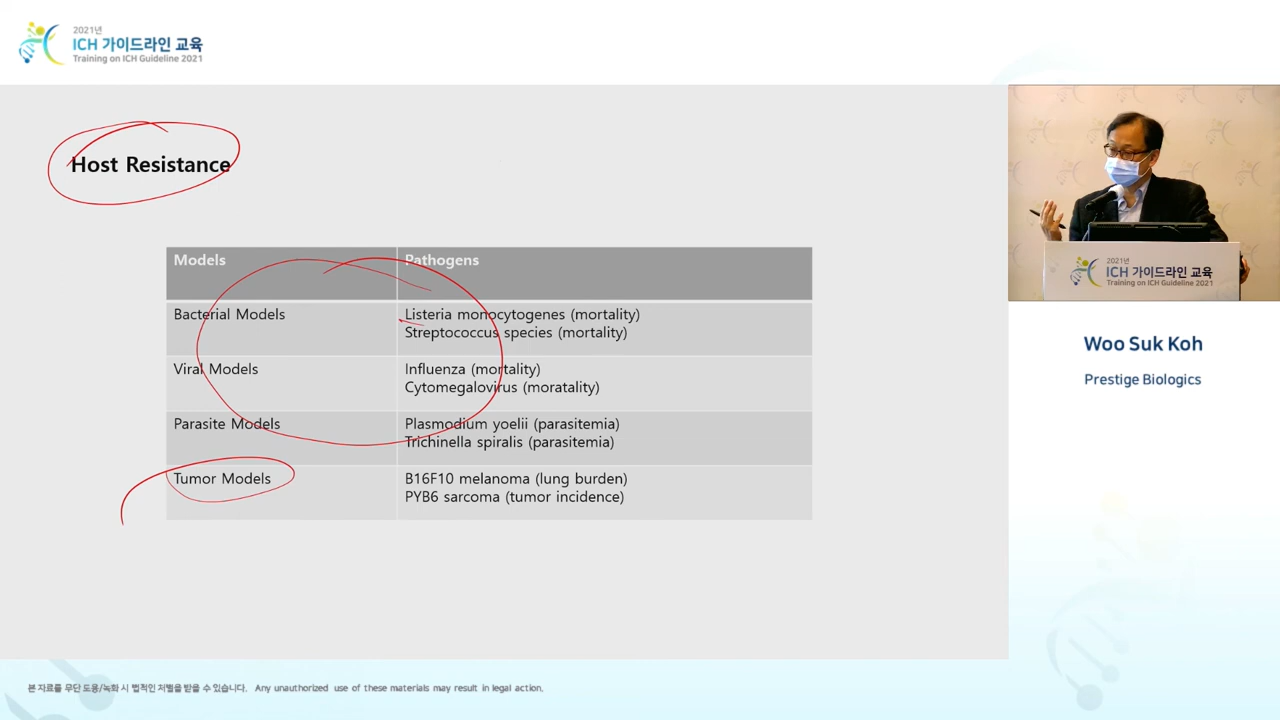 2021년
ICH 가이드라인 교육
Training on ICH Guideline 2021
Host Resistance
Models Pathogens
Bacterial Models Listeria monocytogenes (mortality)
Streptococcus species (mortality)
Viral Models Influenza (mortality)
Cytomegalovirus (moratality)
Parasite Models Plasmodium yoelii (parasitemia)
Trichinella spiralis (parasitemia)
Tumor Models B16F10 melanoma (lung burden)
PYB6 sarcoma (tumor incidence)
2021년
ICH 가이드라인 교육
Training on ICH Guideline 2021
Woo Suk Koh
Prestige Biologics
본 자료를 무단 도용/녹화 시 법적인 처벌을 받을 수 있습니다. Any unauthorized use of these materials may result in legal action.